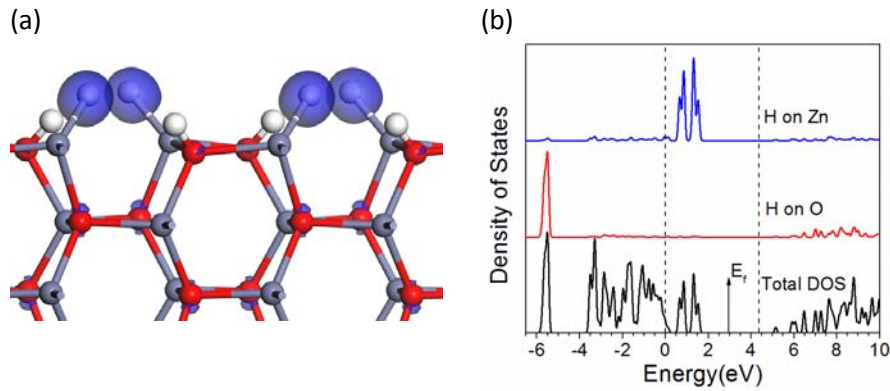 (a)
(b)
Density of States
H on Zn
H on O
E_f
Total DOS
-6 -4 -2 0 2 4 6 8 10
Energy(eV)